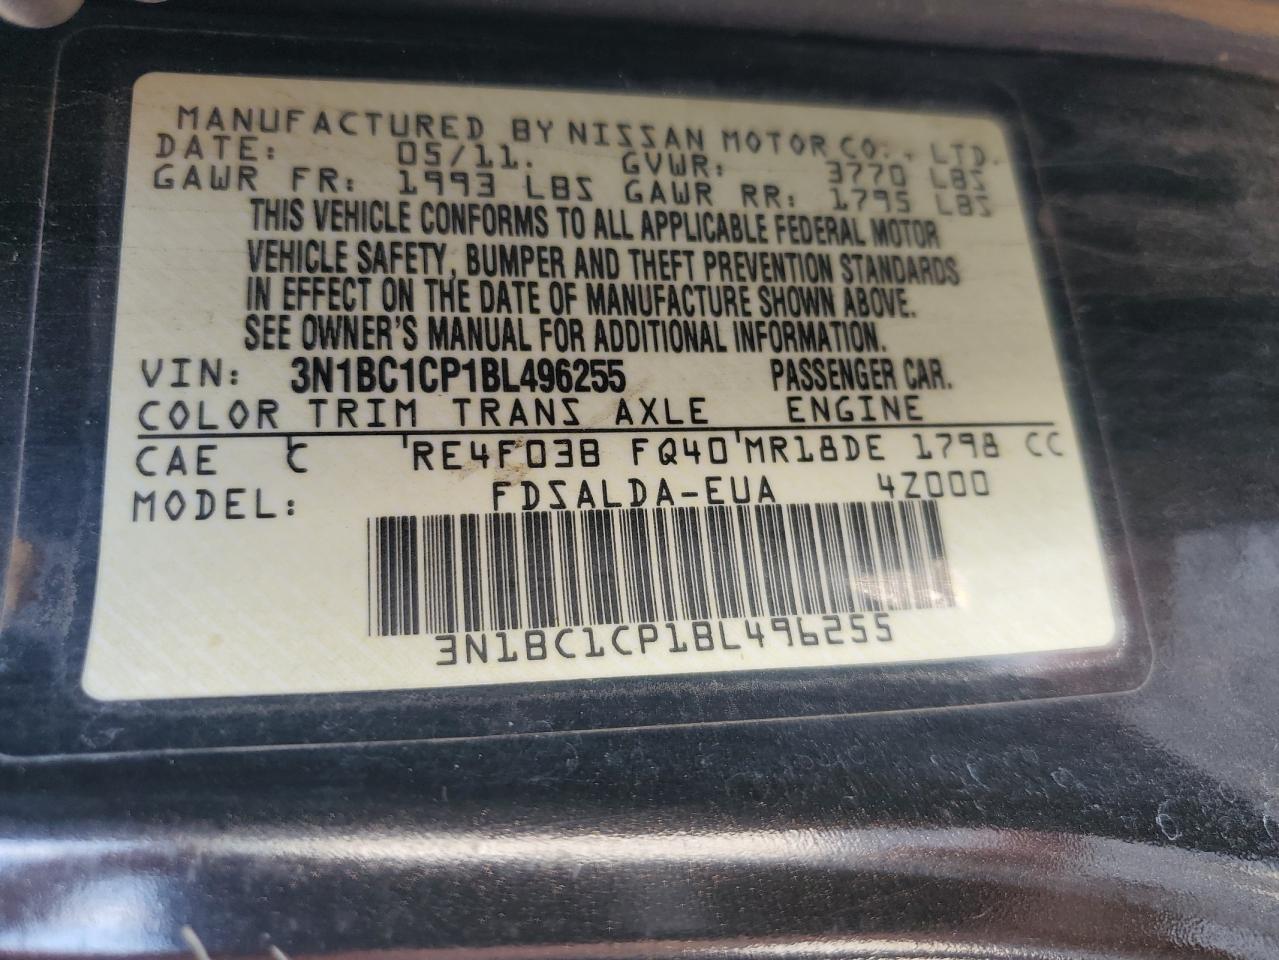 MANUFACTURED BY NISSAN MOTOR CO., LTD.
DATE: 05/11. GVWR: 3770 LBS
GAWR FR: 1993 LBS GAWR RR: 1795 LBS
THIS VEHICLE CONFORMS TO ALL APPLICABLE FEDERAL MOTOR
VEHICLE SAFETY, BUMPER AND THEFT PREVENTION STANDARDS
IN EFFECT ON THE DATE OF MANUFACTURE SHOWN ABOVE.
SEE OWNER'S MANUAL FOR ADDITIONAL INFORMATION.
VIN: 3N1BC1CP1BL496255 PASSENGER CAR.
COLOR TRIM TRANS AXLE ENGINE
CAE C 'RE4F03B FQ40'MR18DE 1798 CC
MODEL: FDSALDA-EUA 4Z000
3N1BC1CP1BL496255